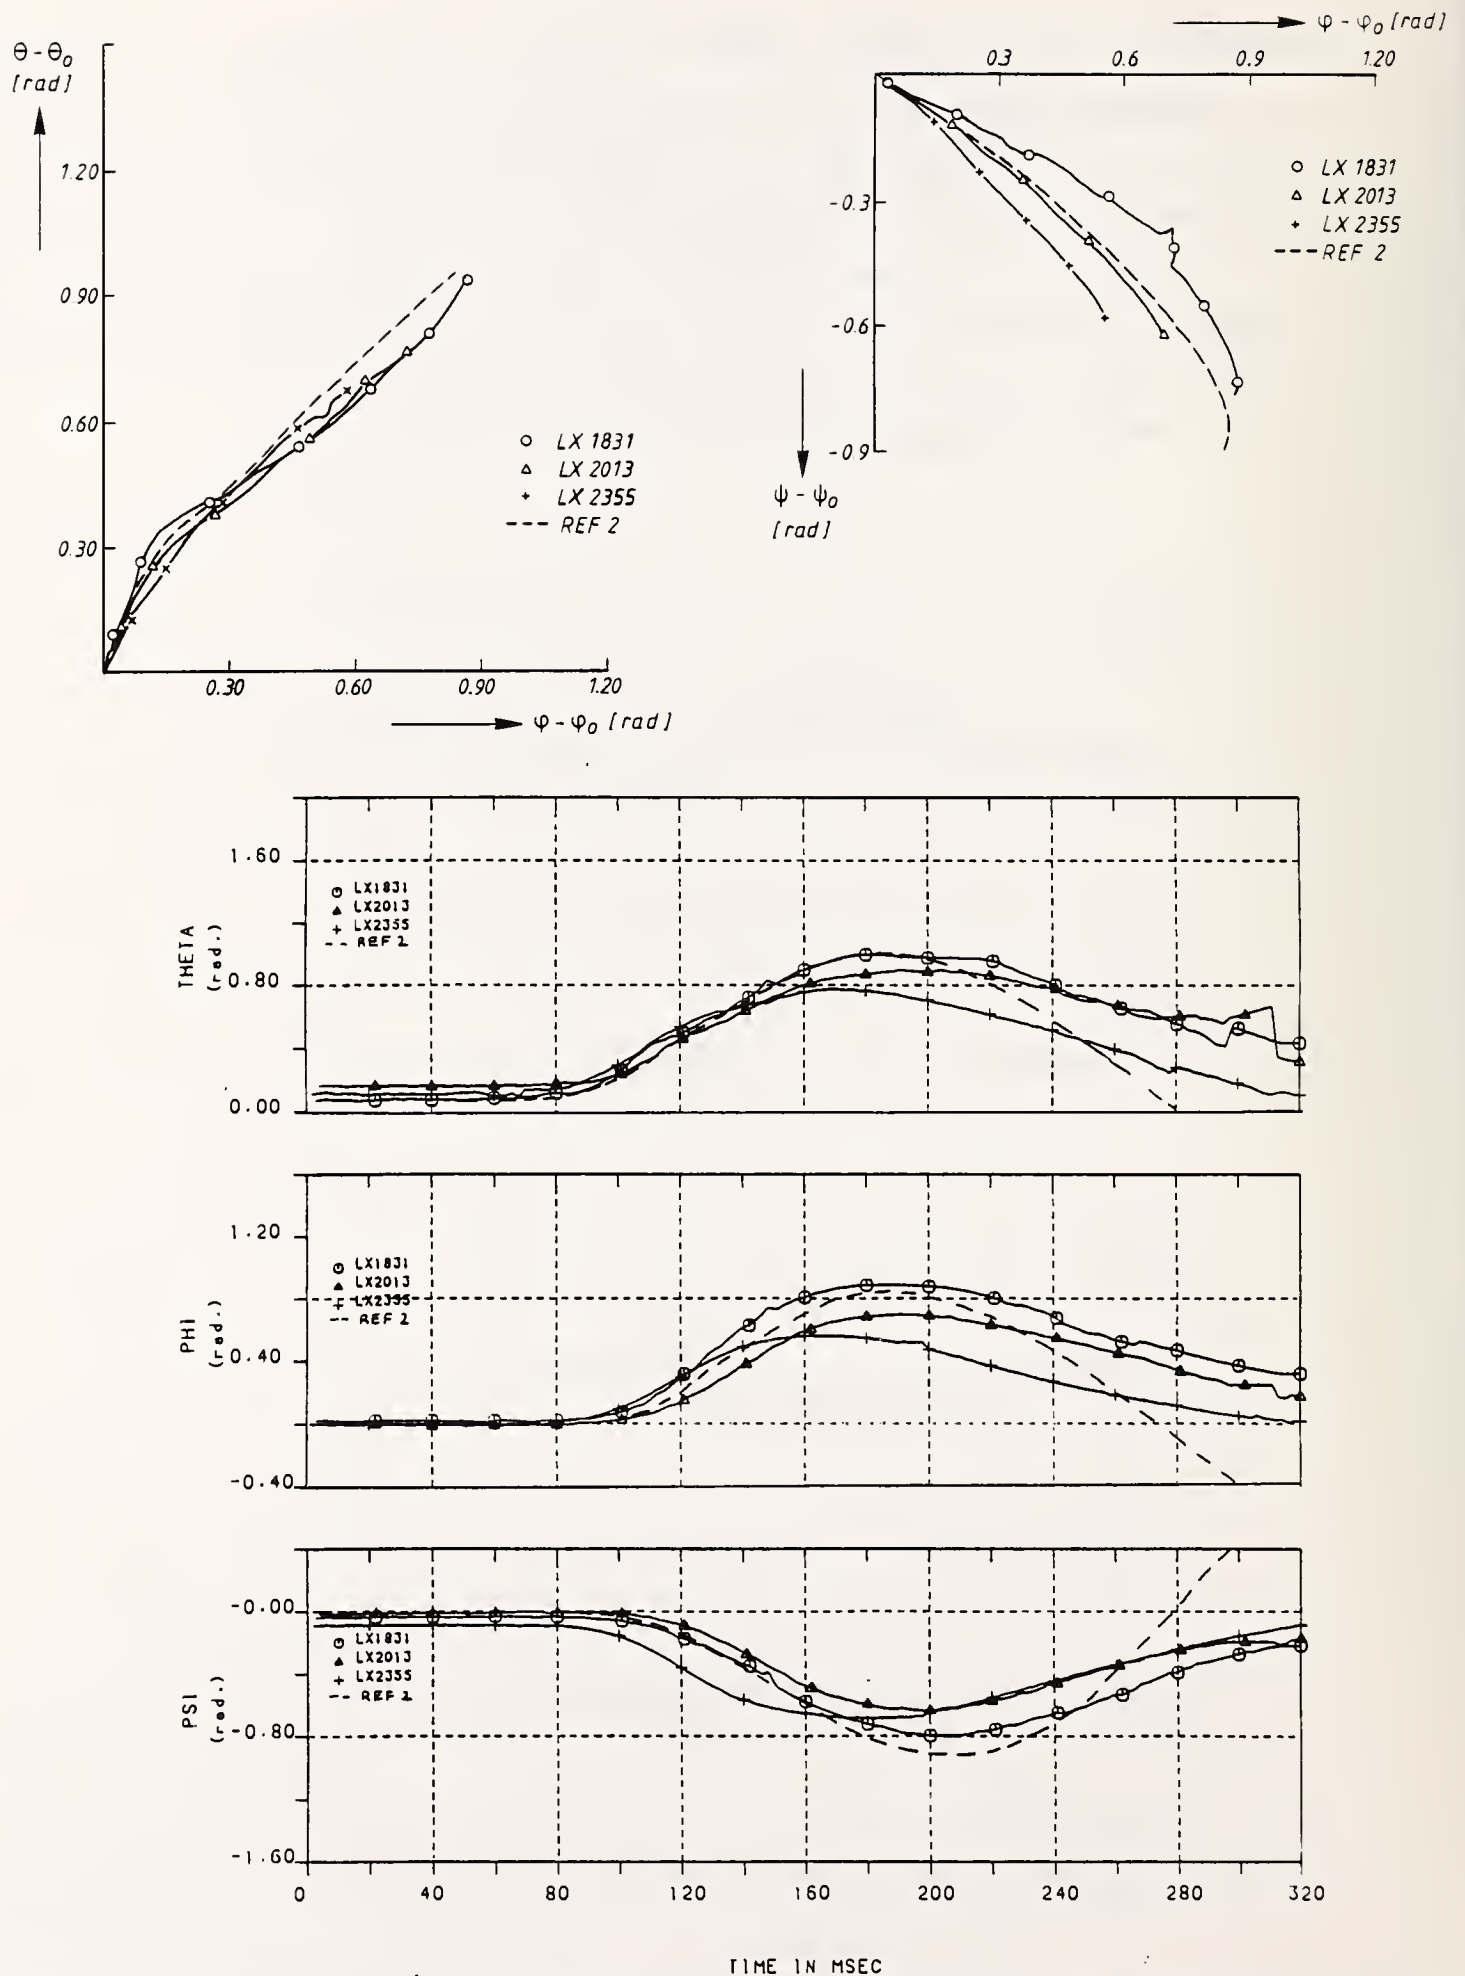 θ - θ₀
[rad]
1.20
0.90
0.60
0.30
0.30 0.60 0.90 1.20
φ - φ₀ [rad]
LX 1831
LX 2013
LX 2355
--- REF 2
φ - φ₀ [rad]
0.3 0.6 0.9 1.20
-0.3
-0.6
-0.9
ψ - ψ₀
[rad]
LX 1831
LX 2013
LX 2355
--- REF 2
THETA
(rad.)
1.60
0.80
0.00
LX1831
LX2013
LX2355
-- REF 2
PHI
(rad.)
1.20
0.40
-0.40
LX1831
LX2013
LX2355
-- REF 2
PSI
(rad.)
-0.00
-0.80
-1.60
LX1831
LX2013
LX2355
-- REF 2
0 40 80 120 160 200 240 280 320
TIME IN MSEC